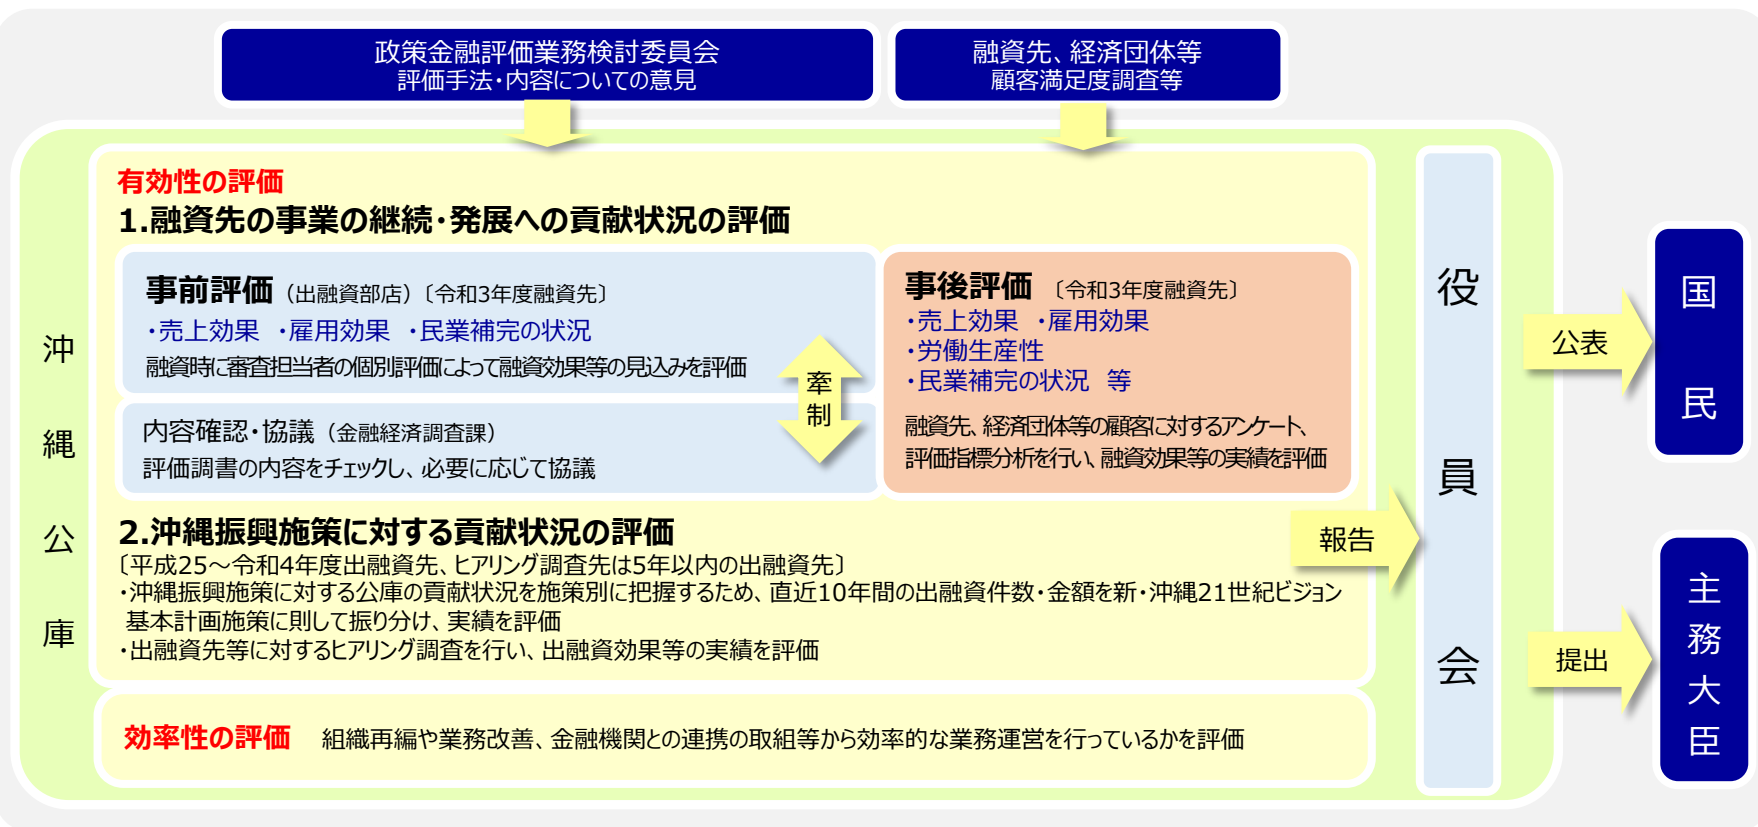 政策金融評価業務検討委員会
評価手法・内容についての意見
融資先、経済団体等
顧客満足度調査等
沖縄公庫
有効性の評価
1.融資先の事業の継続・発展への貢献状況の評価
事前評価（出融資部店）〔令和3年度融資先〕
・売上効果 ・雇用効果 ・民業補完の状況
融資時に審査担当者の個別評価によって融資効果等の見込みを評価
内容確認・協議（金融経済調査課）
評価調書の内容をチェックし、必要に応じて協議
牽制
事後評価 〔令和3年度融資先〕
・売上効果 ・雇用効果
・労働生産性
・民業補完の状況 等
融資先、経済団体等の顧客に対するアンケート、
評価指標分析を行い、融資効果等の実績を評価
2.沖縄振興施策に対する貢献状況の評価
〔平成25～令和4年度出融資先、ヒアリング調査先は5年以内の出融資先〕
・沖縄振興施策に対する公庫の貢献状況を施策別に把握するため、直近10年間の出融資件数・金額を新・沖縄21世紀ビジョン
基本計画施策に則して振り分け、実績を評価
・出融資先等に対するヒアリング調査を行い、出融資効果等の実績を評価
効率性の評価 組織再編や業務改善、金融機関との連携の取組等から効率的な業務運営を行っているかを評価
報告
役員会
公表
国民
提出
主務大臣